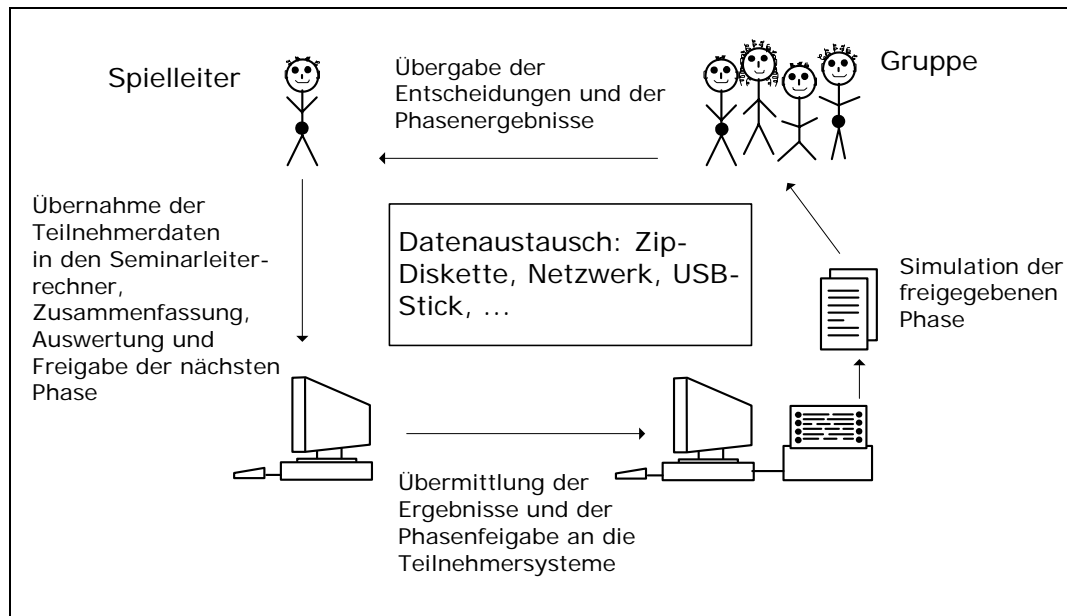 Spielleiter
Übergabe der
Entscheidungen und der
Phasenergebnisse
Gruppe
Übernahme der
Teilnehmerdaten
in den Seminarleiter-
rechner,
Zusammenfassung,
Auswertung und
Freigabe der nächsten
Phase
Datenaustausch: Zip-
Diskette, Netzwerk, USB-
Stick, ...
Simulation der
freigegebenen
Phase
Übermittlung der
Ergebnisse und der
Phasenfeigabe an die
Teilnehmersysteme